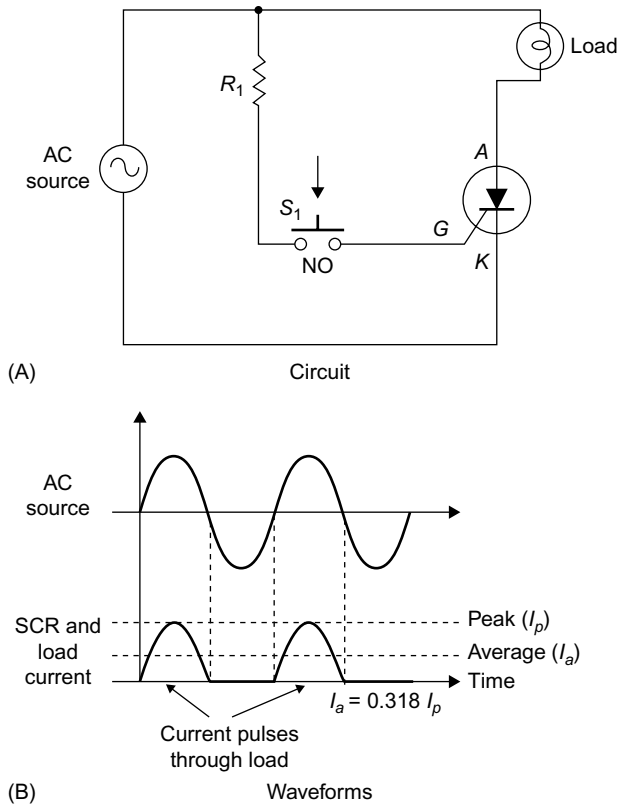 Load
R1
AC
source
A
S1
G
NO
K
(A) Circuit
AC
source
Peak (Ip)
SCR and
load
current
Average (Ia)
Time
Ia = 0.318 Ip
Current pulses
through load
(B) Waveforms